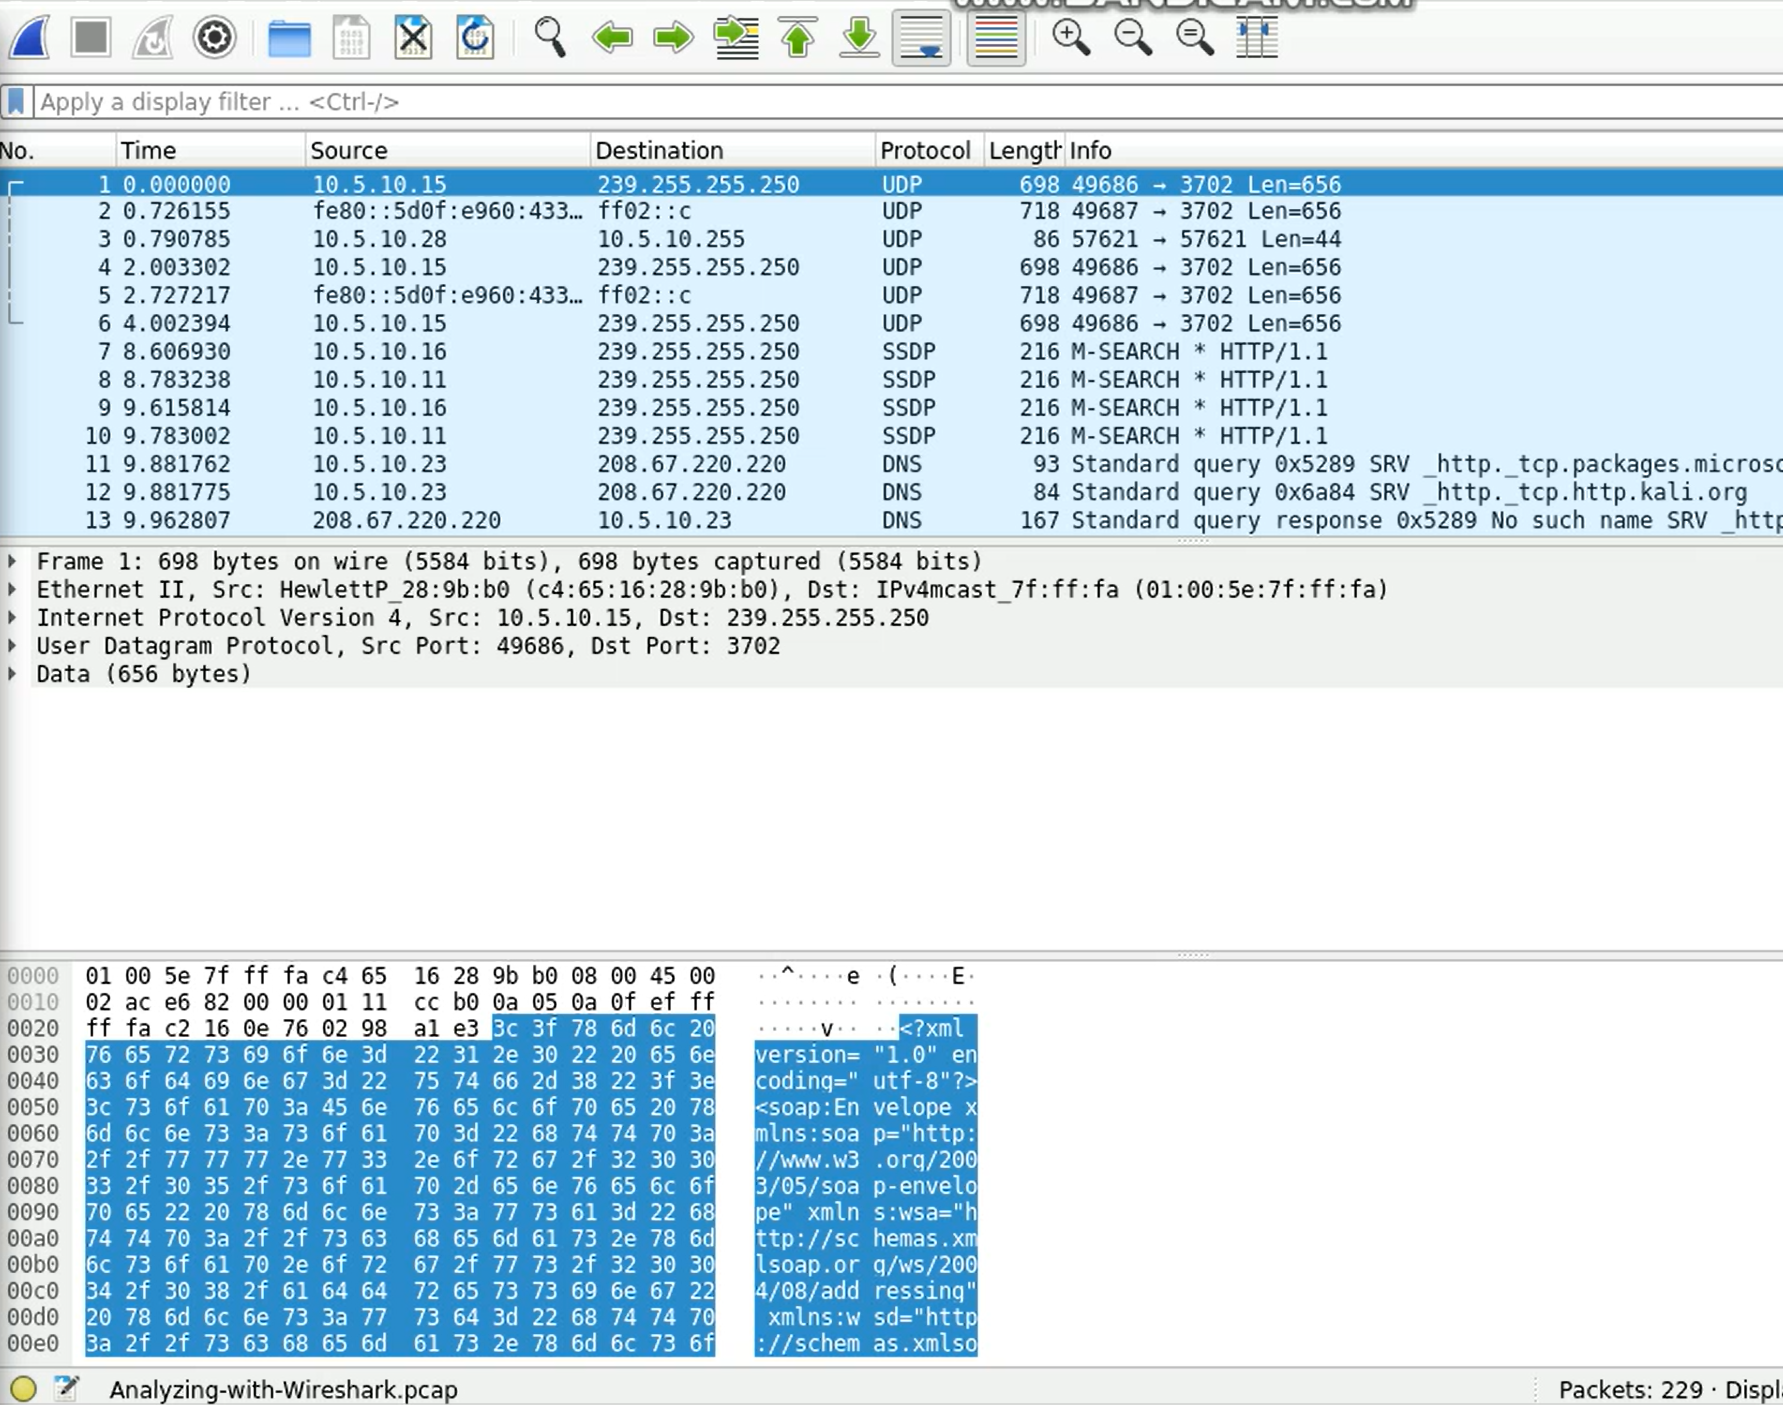 www.BANDICAM.com
Apply a display filter ... <Ctrl-/>
No. Time Source Destination Protocol Length Info
1 0.000000 10.5.10.15 239.255.255.250 UDP 698 49686 → 3702 Len=656
2 0.726155 fe80::5d0f:e960:433… ff02::c UDP 718 49687 → 3702 Len=656
3 0.790785 10.5.10.28 10.5.10.255 UDP 86 57621 → 57621 Len=44
4 2.003302 10.5.10.15 239.255.255.250 UDP 698 49686 → 3702 Len=656
5 2.727217 fe80::5d0f:e960:433… ff02::c UDP 718 49687 → 3702 Len=656
6 4.002394 10.5.10.15 239.255.255.250 UDP 698 49686 → 3702 Len=656
7 8.606930 10.5.10.16 239.255.255.250 SSDP 216 M-SEARCH * HTTP/1.1
8 8.783238 10.5.10.11 239.255.255.250 SSDP 216 M-SEARCH * HTTP/1.1
9 9.615814 10.5.10.16 239.255.255.250 SSDP 216 M-SEARCH * HTTP/1.1
10 9.783002 10.5.10.11 239.255.255.250 SSDP 216 M-SEARCH * HTTP/1.1
11 9.881762 10.5.10.23 208.67.220.220 DNS 93 Standard query 0x5289 SRV _http._tcp.packages.microso
12 9.881775 10.5.10.23 208.67.220.220 DNS 84 Standard query 0x6a84 SRV _http._tcp.http.kali.org
13 9.962807 208.67.220.220 10.5.10.23 DNS 167 Standard query response 0x5289 No such name SRV _http
Frame 1: 698 bytes on wire (5584 bits), 698 bytes captured (5584 bits)
Ethernet II, Src: HewlettP_28:9b:b0 (c4:65:16:28:9b:b0), Dst: IPv4mcast_7f:ff:fa (01:00:5e:7f:ff:fa)
Internet Protocol Version 4, Src: 10.5.10.15, Dst: 239.255.255.250
User Datagram Protocol, Src Port: 49686, Dst Port: 3702
Data (656 bytes)
0000 01 00 5e 7f ff fa c4 65 16 28 9b b0 08 00 45 00 ··^····e ·(····E·
0010 02 ac e6 82 00 00 01 11 cc b0 0a 05 0a 0f ef ff ········ ········
0020 ff fa c2 16 0e 76 02 98 a1 e3 3c 3f 78 6d 6c 20 ·····v·· ··<?xml
0030 76 65 72 73 69 6f 6e 3d 22 31 2e 30 22 20 65 6e version= "1.0" en
0040 63 6f 64 69 6e 67 3d 22 75 74 66 2d 38 22 3f 3e coding=" utf-8"?>
0050 3c 73 6f 61 70 3a 45 6e 76 65 6c 6f 70 65 20 78 <soap:En velope x
0060 6d 6c 6e 73 3a 73 6f 61 70 3d 22 68 74 74 70 3a mlns:soa p="http:
0070 2f 2f 77 77 77 2e 77 33 2e 6f 72 67 2f 32 30 30 //www.w3 .org/200
0080 33 2f 30 35 2f 73 6f 61 70 2d 65 6e 76 65 6c 6f 3/05/soa p-envelo
0090 70 65 22 20 78 6d 6c 6e 73 3a 77 73 61 3d 22 68 pe" xmln s:wsa="h
00a0 74 74 70 3a 2f 2f 73 63 68 65 6d 61 73 2e 78 6d ttp://sc hemas.xm
00b0 6c 73 6f 61 70 2e 6f 72 67 2f 77 73 2f 32 30 30 lsoap.or g/ws/200
00c0 34 2f 30 38 2f 61 64 64 72 65 73 73 69 6e 67 22 4/08/add ressing"
00d0 20 78 6d 6c 6e 73 3a 77 73 64 3d 22 68 74 74 70 xmlns:w sd="http
00e0 3a 2f 2f 73 63 68 65 6d 61 73 2e 78 6d 6c 73 6f ://schem as.xmlso
Analyzing-with-Wireshark.pcap Packets: 229 · Displ